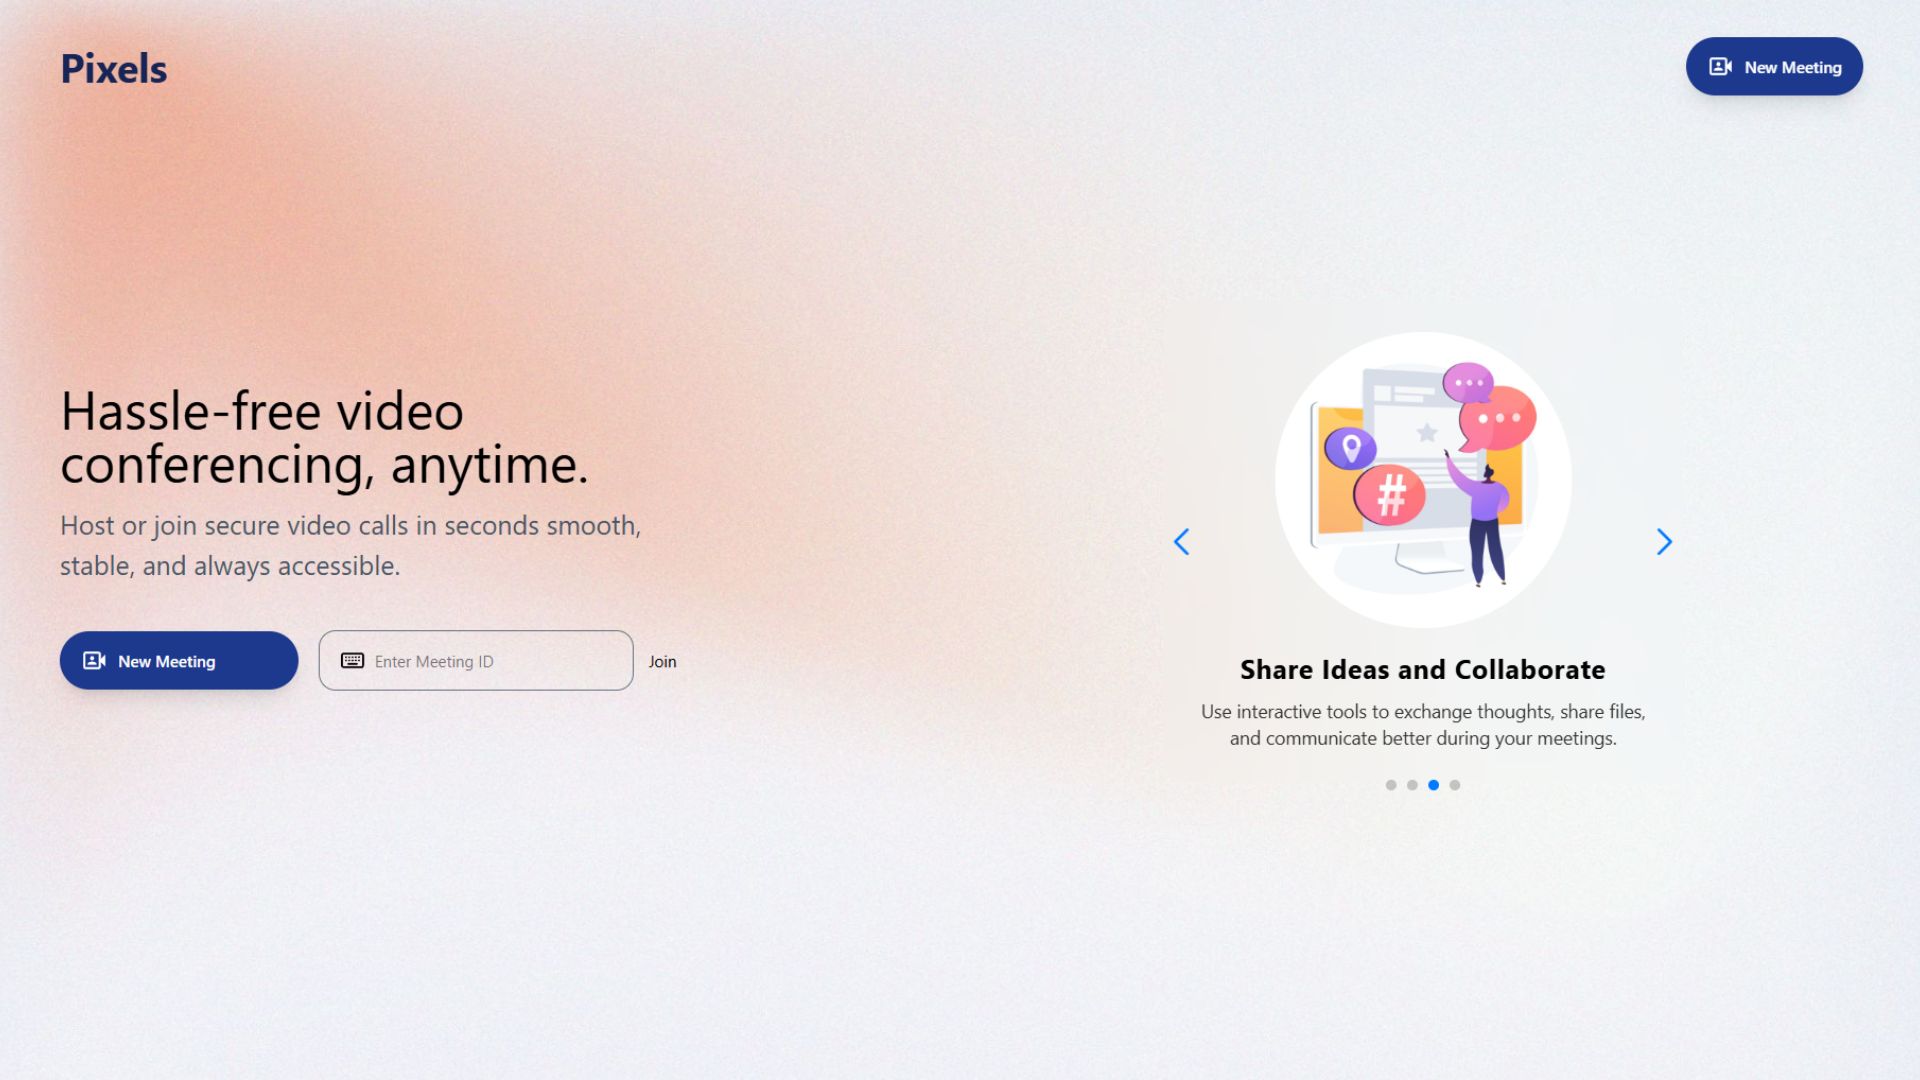 Pixels
New Meeting
Hassle-free video
conferencing, anytime.
Host or join secure video calls in seconds smooth,
stable, and always accessible.
New Meeting
Enter Meeting ID
Join
#
Share Ideas and Collaborate
Use interactive tools to exchange thoughts, share files,
and communicate better during your meetings.